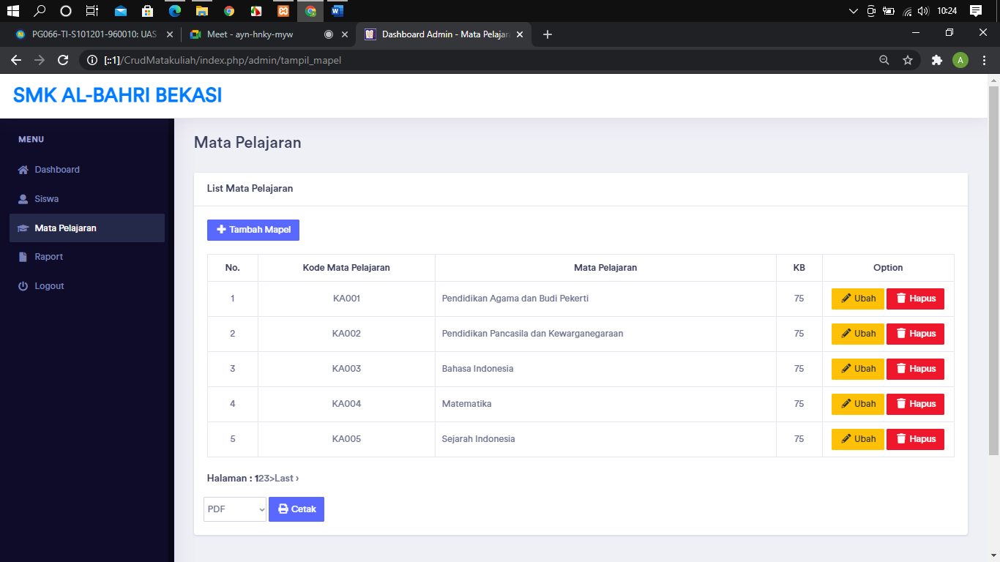 10:24
PG066-TI-S101201-960010: UAS
Meet - ayn-hnky-myw
Dashboard Admin - Mata Pelajar
[::1]/CrudMatakuliah/index.php/admin/tampil_mapel
A
SMK AL-BAHRI BEKASI
MENU
Dashboard
Siswa
Mata Pelajaran
Raport
Logout
Mata Pelajaran
List Mata Pelajaran
Tambah Mapel
No. Kode Mata Pelajaran Mata Pelajaran KB Option
1 KA001 Pendidikan Agama dan Budi Pekerti 75 Ubah Hapus
2 KA002 Pendidikan Pancasila dan Kewarganegaraan 75 Ubah Hapus
3 KA003 Bahasa Indonesia 75 Ubah Hapus
4 KA004 Matematika 75 Ubah Hapus
5 KA005 Sejarah Indonesia 75 Ubah Hapus
Halaman : 123>Last ›
PDF Cetak